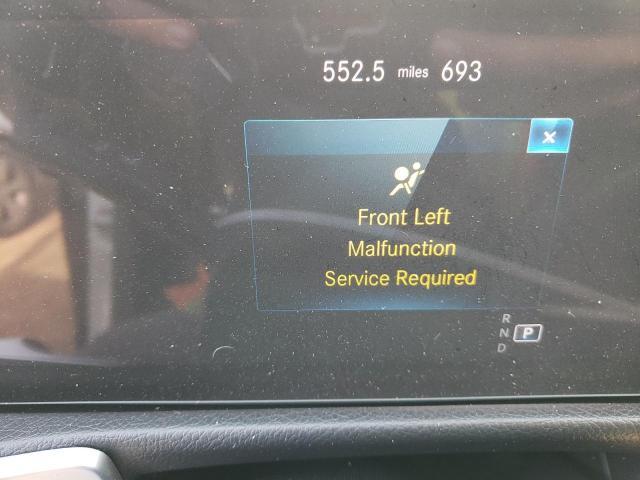 552.5 miles 693
×
Front Left
Malfunction
Service Required
R
N P
D